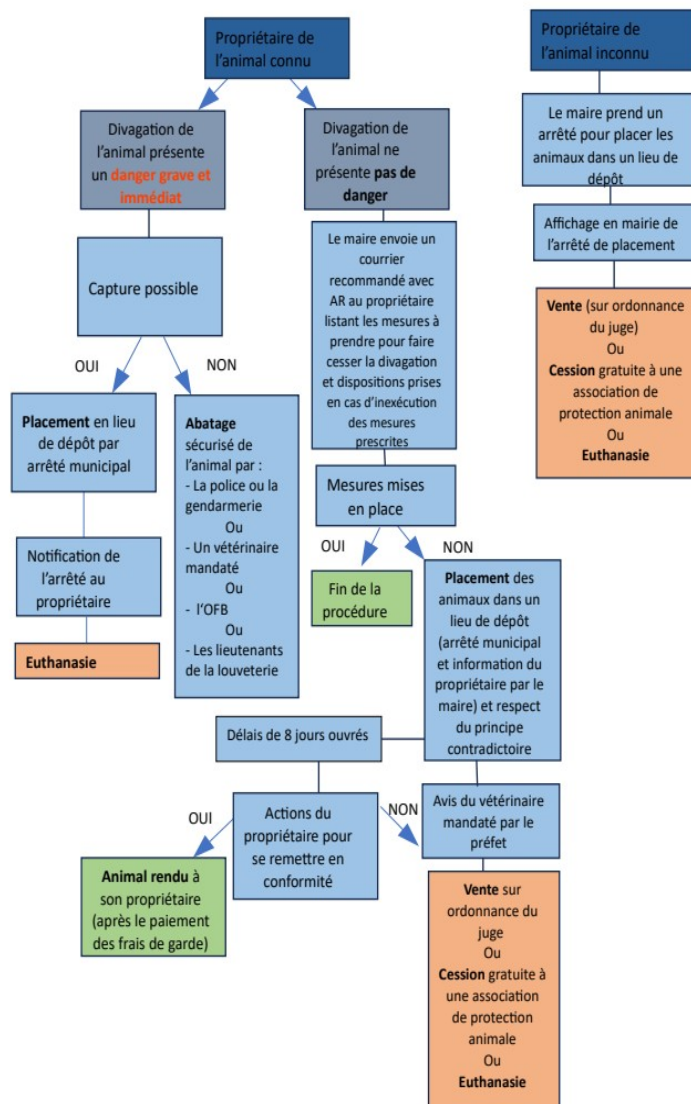 Propriétaire de
l'animal connu
Divagation de
l'animal présente
un danger grave et
immédiat
Capture possible
OUI
NON
Placement en lieu
de dépôt par
arrêté municipal
Notification de
l'arrêté au
propriétaire
Euthanasie
Abatage
sécurisé de
l'animal par :
- La police ou la
gendarmerie
Ou
- Un vétérinaire
mandaté
Ou
- l'OFB
Ou
- Les lieutenants
de la louveterie
Divagation de
l'animal ne
présente pas de
danger
Le maire envoie un
courrier
recommandé avec
AR au propriétaire
listant les mesures à
prendre pour faire
cesser la divagation
et dispositions prises
en cas d'inexécution
des mesures
prescrites
Mesures mises
en place
OUI
NON
Fin de la
procédure
Placement des
animaux dans un
lieu de dépôt
(arrêté municipal
et information du
propriétaire par le
maire) et respect
du principe
contradictoire
Délais de 8 jours ouvrés
Actions du
propriétaire pour
se remettre en
conformité
OUI
NON
Animal rendu à
son propriétaire
(après le paiement
des frais de garde)
Avis du vétérinaire
mandaté par le
préfet
Vente sur
ordonnance du
juge
Ou
Cession gratuite à
une association
de protection
animale
Ou
Euthanasie
Propriétaire de
l'animal inconnu
Le maire prend un
arrêté pour placer les
animaux dans un lieu de
dépôt
Affichage en mairie de
l'arrêté de placement
Vente (sur ordonnance
du juge)
Ou
Cession gratuite à une
association de
protection animale
Ou
Euthanasie